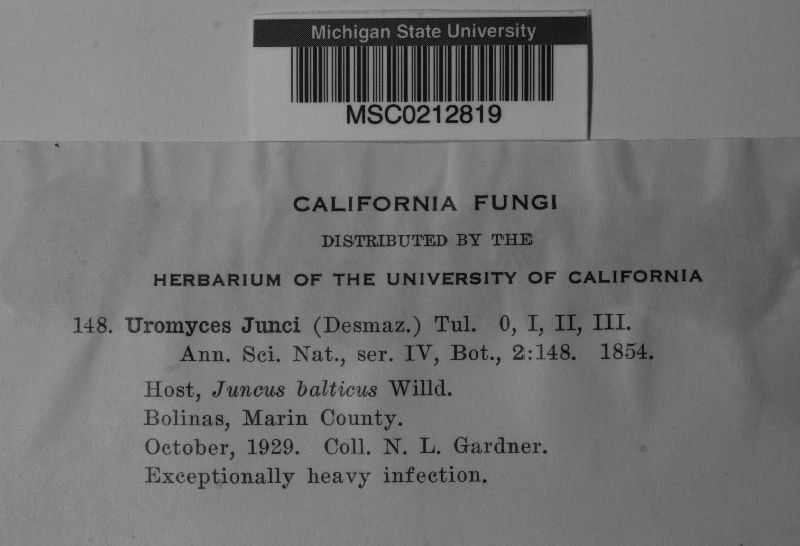 Michigan State University
MSC0212819
CALIFORNIA FUNGI
DISTRIBUTED BY THE
HERBARIUM OF THE UNIVERSITY OF CALIFORNIA
148. Uromyces Junci (Desmaz.) Tul. 0, I, II, III.
Ann. Sci. Nat., ser. IV, Bot., 2:148. 1854.
Host, Juncus balticus Willd.
Bolinas, Marin County.
October, 1929. Coll. N. L. Gardner.
Exceptionally heavy infection.